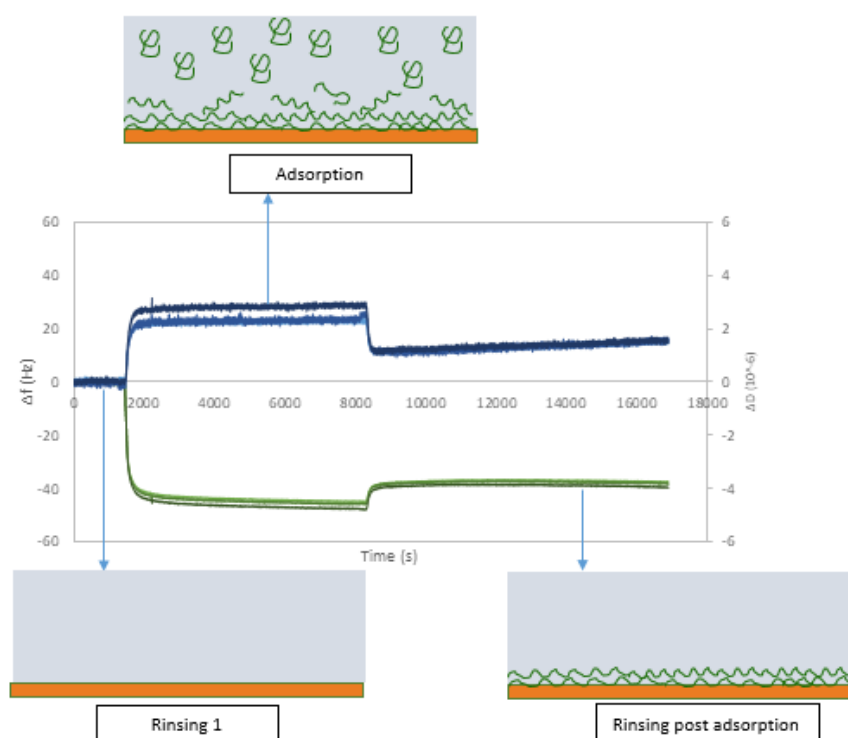 Adsorption
60
40
20
0
-20
-40
-60
Δf (Hz)
6
4
2
0
-2
-4
-6
ΔD (10^-6)
0 2000 4000 6000 8000 10000 12000 14000 16000 18000
Time (s)
Rinsing 1
Rinsing post adsorption